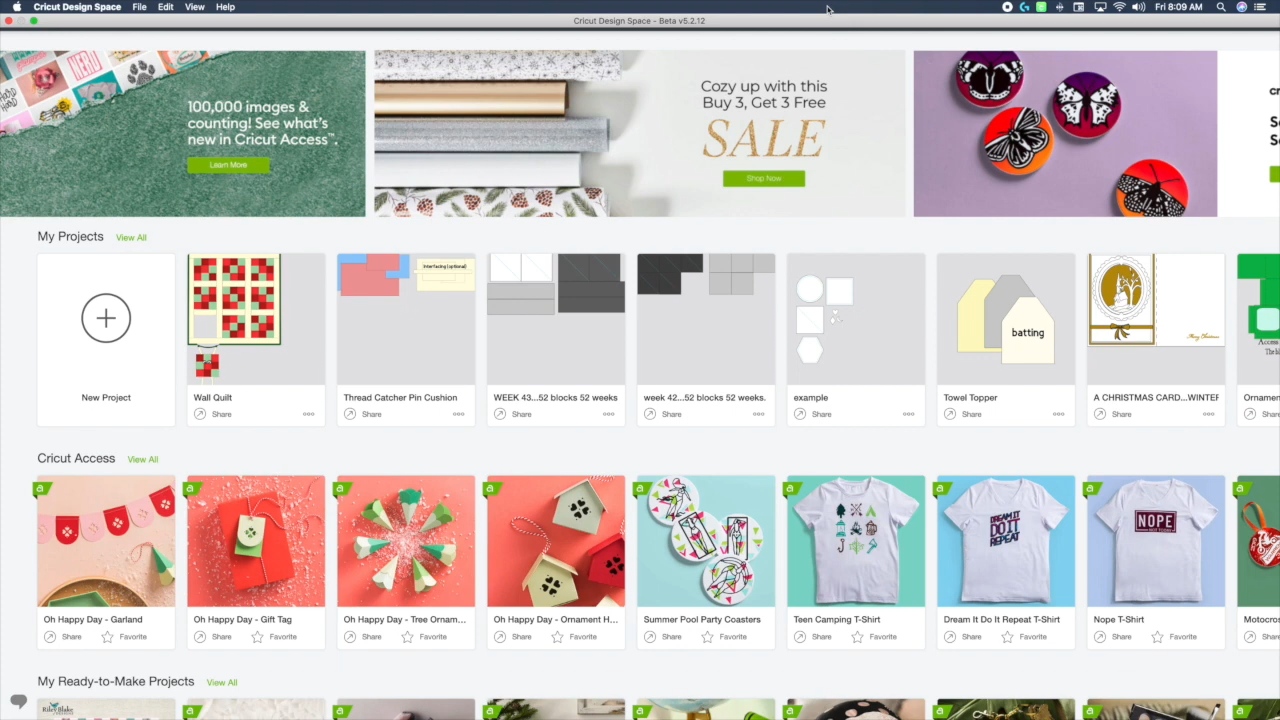 Cricut Design Space File Edit View Help
Fri 8:09 AM
Cricut Design Space - Beta v5.2.12
100,000 images &
counting! See what's
new in Cricut Access™.
Learn More
Cozy up with this
Buy 3, Get 3 Free
SALE
Shop Now
My Projects View All
Interfacing (optional)
batting
Merry Christmas
New Project
Wall Quilt
Thread Catcher Pin Cushion
WEEK 43...52 blocks 52 weeks
week 42...52 blocks 52 weeks.
example
Towel Topper
A CHRISTMAS CARD...WINTER
Share
Share
Share
Share
Share
Share
Share
Share
Cricut Access View All
HERO
DREAM IT
DO IT
REPEAT
NOPE
Oh Happy Day - Garland
Oh Happy Day - Gift Tag
Oh Happy Day - Tree Ornam...
Oh Happy Day - Ornament H...
Summer Pool Party Coasters
Teen Camping T-Shirt
Dream It Do It Repeat T-Shirt
Nope T-Shirt
Motocros
Share Favorite
Share Favorite
Share Favorite
Share Favorite
Share Favorite
Share Favorite
Share Favorite
Share Favorite
Share
My Ready-to-Make Projects View All
Riley Blake